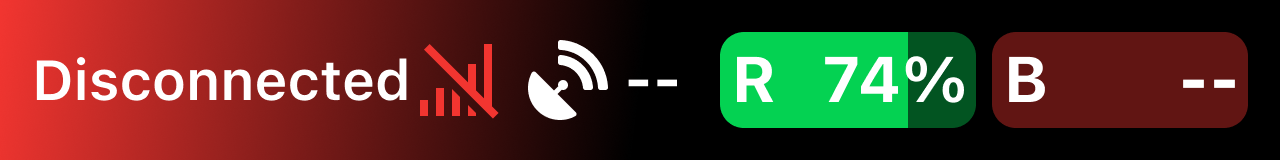 Disconnected -- R 74% B --